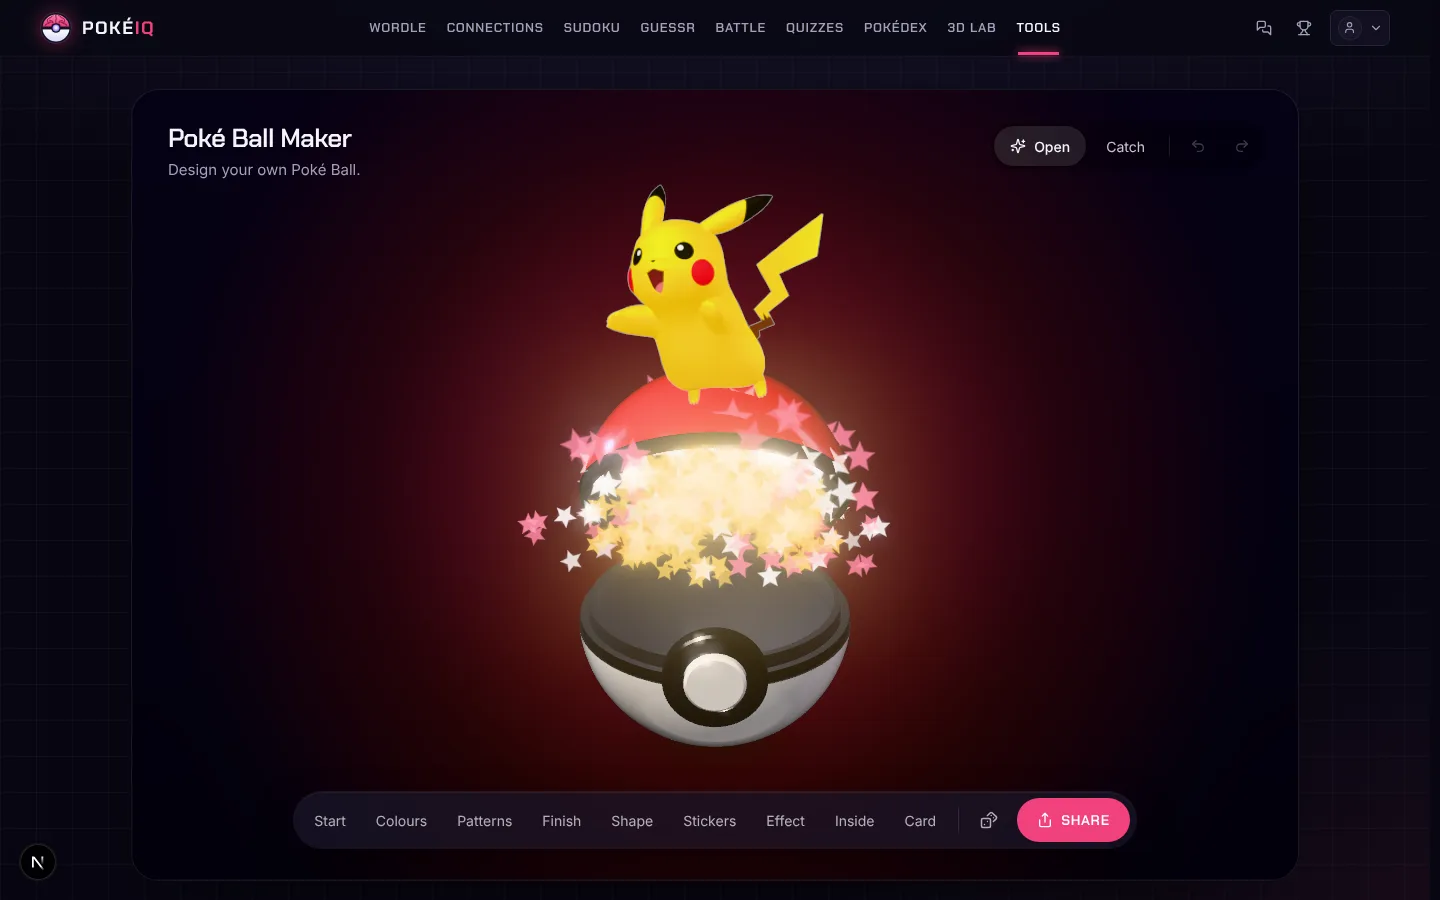 POKÉIQ
WORDLE
CONNECTIONS
SUDOKU
GUESSR
BATTLE
QUIZZES
POKÉDEX
3D LAB
TOOLS
Poké Ball Maker
Design your own Poké Ball.
Open
Catch
Start
Colours
Patterns
Finish
Shape
Stickers
Effect
Inside
Card
SHARE
N